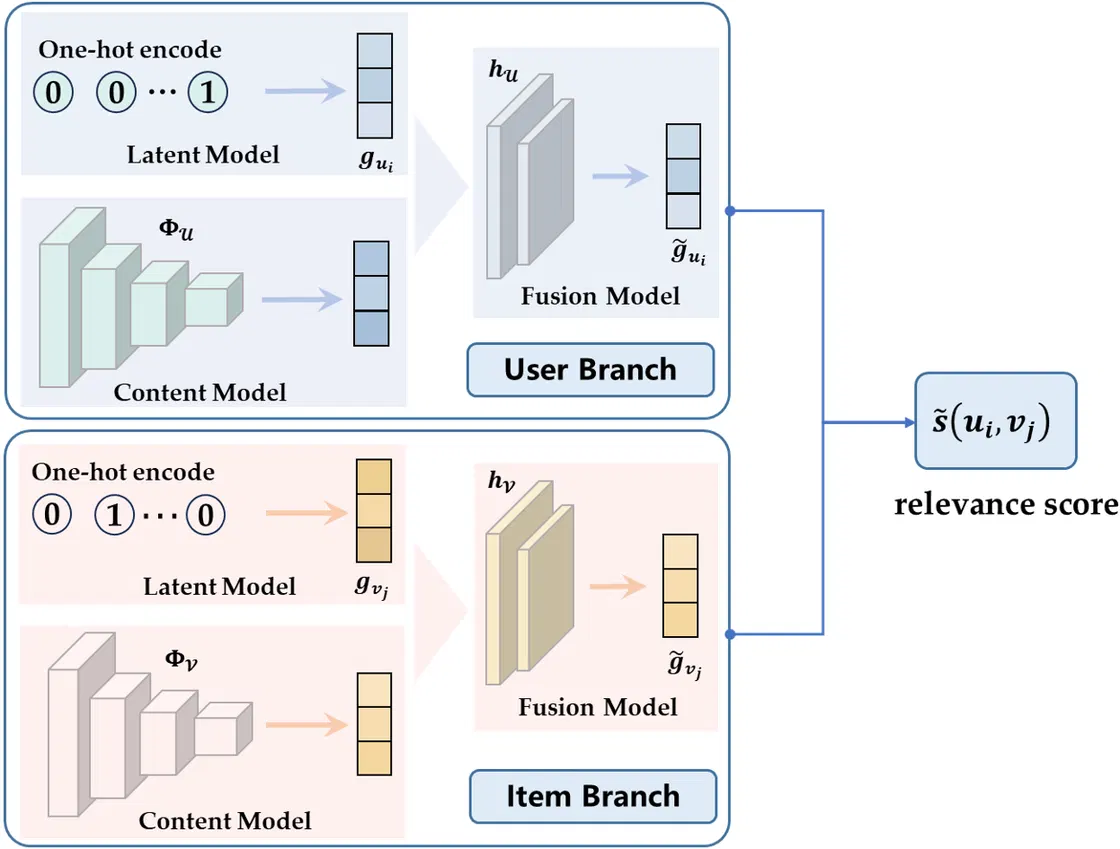 One-hot encode
0 0 ⋯ 1
Latent Model
g_{u_i}
Φ_𝒰
Content Model
h_𝒰
g̃_{u_i}
Fusion Model
User Branch
One-hot encode
0 1 ⋯ 0
Latent Model
g_{v_j}
Φ_𝒱
Content Model
h_𝒱
g̃_{v_j}
Fusion Model
Item Branch
s̃(u_i, v_j)
relevance score